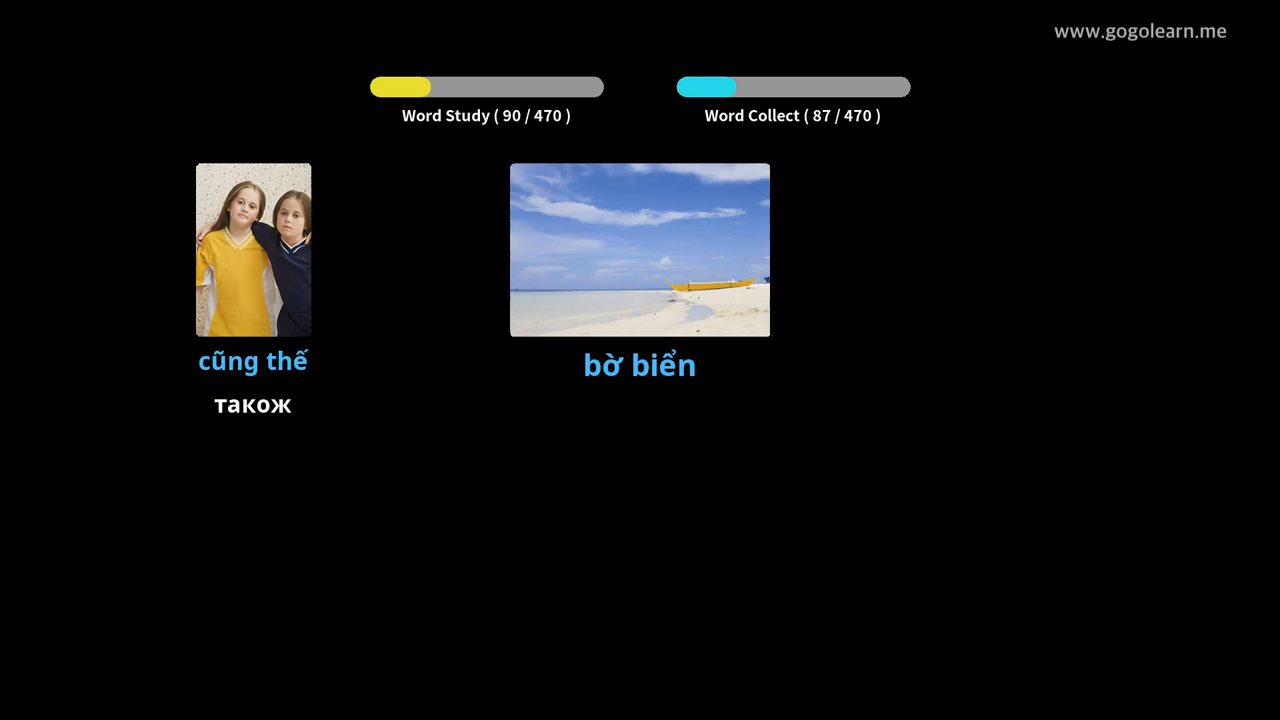 www.gogolearn.me
Word Study ( 90 / 470 )
Word Collect ( 87 / 470 )
cũng thế
також
bờ biển